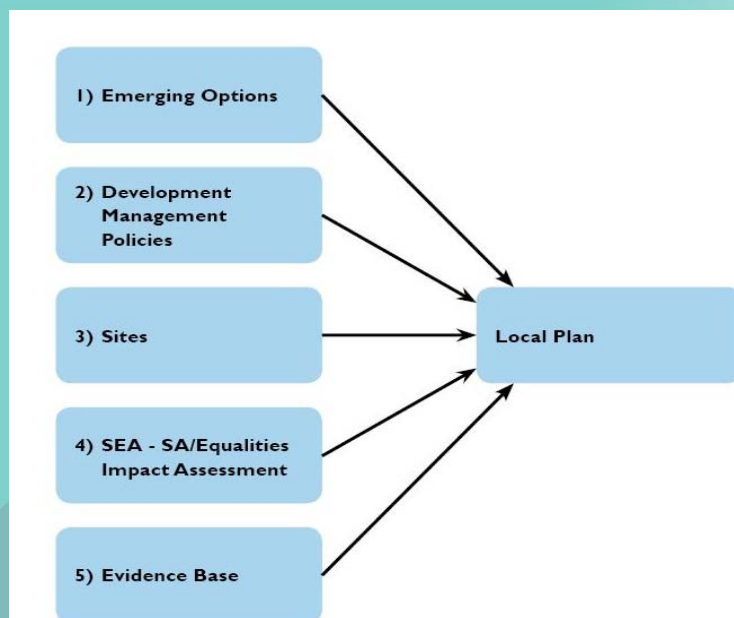 1) Emerging Options
2) Development
Management
Policies
3) Sites
Local Plan
4) SEA - SA/Equalities
Impact Assessment
5) Evidence Base